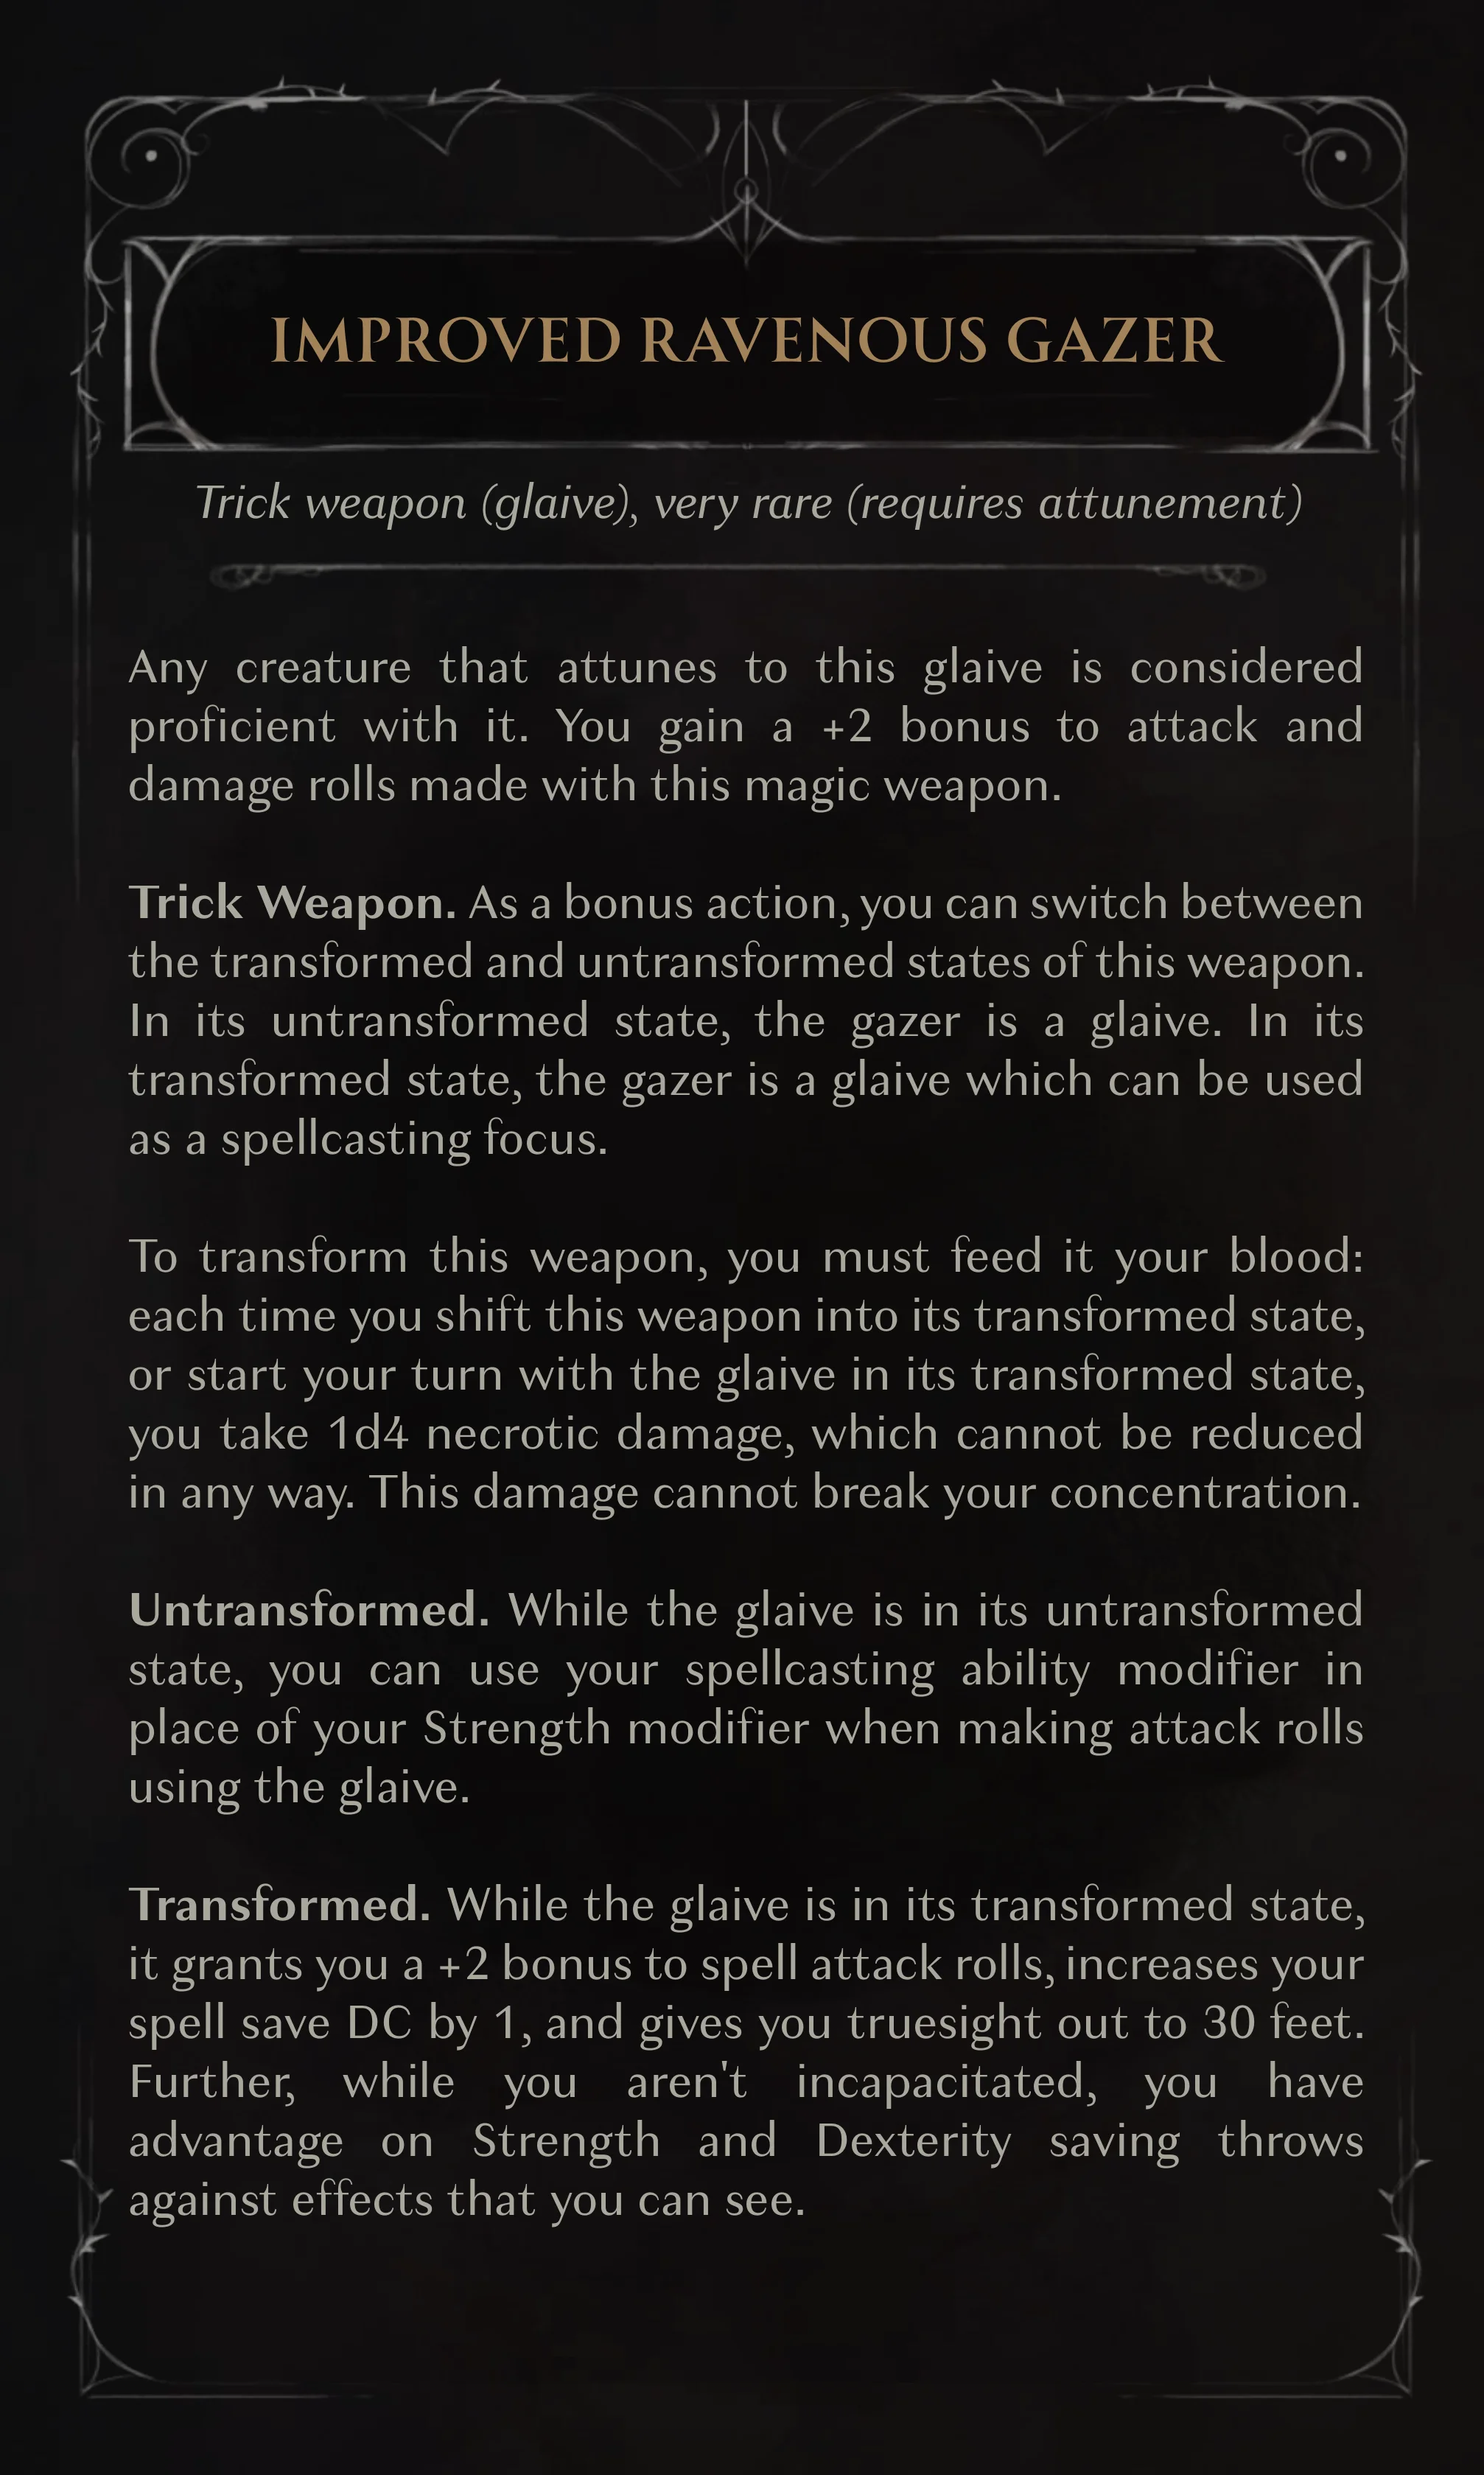 IMPROVED RAVENOUS GAZER
Trick weapon (glaive), very rare (requires attunement)
Any creature that attunes to this glaive is considered
proficient with it. You gain a +2 bonus to attack and
damage rolls made with this magic weapon.
Trick Weapon. As a bonus action, you can switch between
the transformed and untransformed states of this weapon.
In its untransformed state, the gazer is a glaive. In its
transformed state, the gazer is a glaive which can be used
as a spellcasting focus.
To transform this weapon, you must feed it your blood:
each time you shift this weapon into its transformed state,
or start your turn with the glaive in its transformed state,
you take 1d4 necrotic damage, which cannot be reduced
in any way. This damage cannot break your concentration.
Untransformed. While the glaive is in its untransformed
state, you can use your spellcasting ability modifier in
place of your Strength modifier when making attack rolls
using the glaive.
Transformed. While the glaive is in its transformed state,
it grants you a +2 bonus to spell attack rolls, increases your
spell save DC by 1, and gives you truesight out to 30 feet.
Further, while you aren't incapacitated, you have
advantage on Strength and Dexterity saving throws
against effects that you can see.